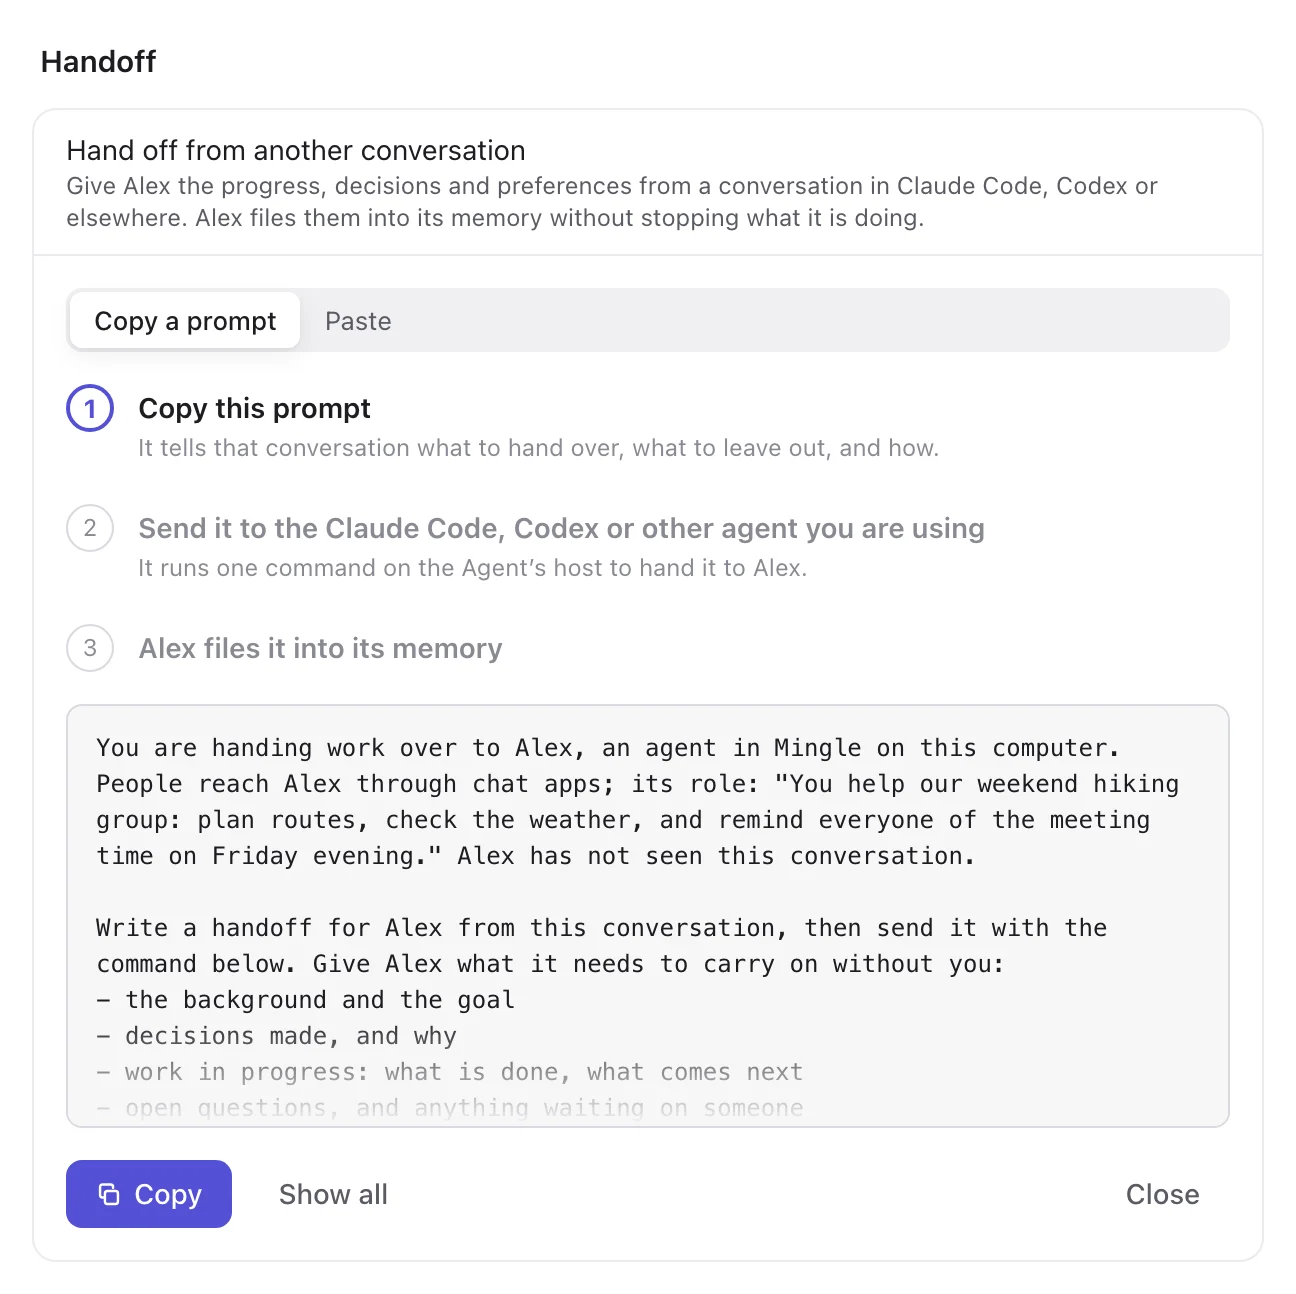 Handoff
Hand off from another conversation
Give Alex the progress, decisions and preferences from a conversation in Claude Code, Codex or
elsewhere. Alex files them into its memory without stopping what it is doing.
Copy a prompt
Paste
1
Copy this prompt
It tells that conversation what to hand over, what to leave out, and how.
2
Send it to the Claude Code, Codex or other agent you are using
It runs one command on the Agent’s host to hand it to Alex.
3
Alex files it into its memory
You are handing work over to Alex, an agent in Mingle on this computer.
People reach Alex through chat apps; its role: "You help our weekend hiking
group: plan routes, check the weather, and remind everyone of the meeting
time on Friday evening." Alex has not seen this conversation.
Write a handoff for Alex from this conversation, then send it with the
command below. Give Alex what it needs to carry on without you:
– the background and the goal
– decisions made, and why
– work in progress: what is done, what comes next
– open questions, and anything waiting on someone
Copy
Show all
Close